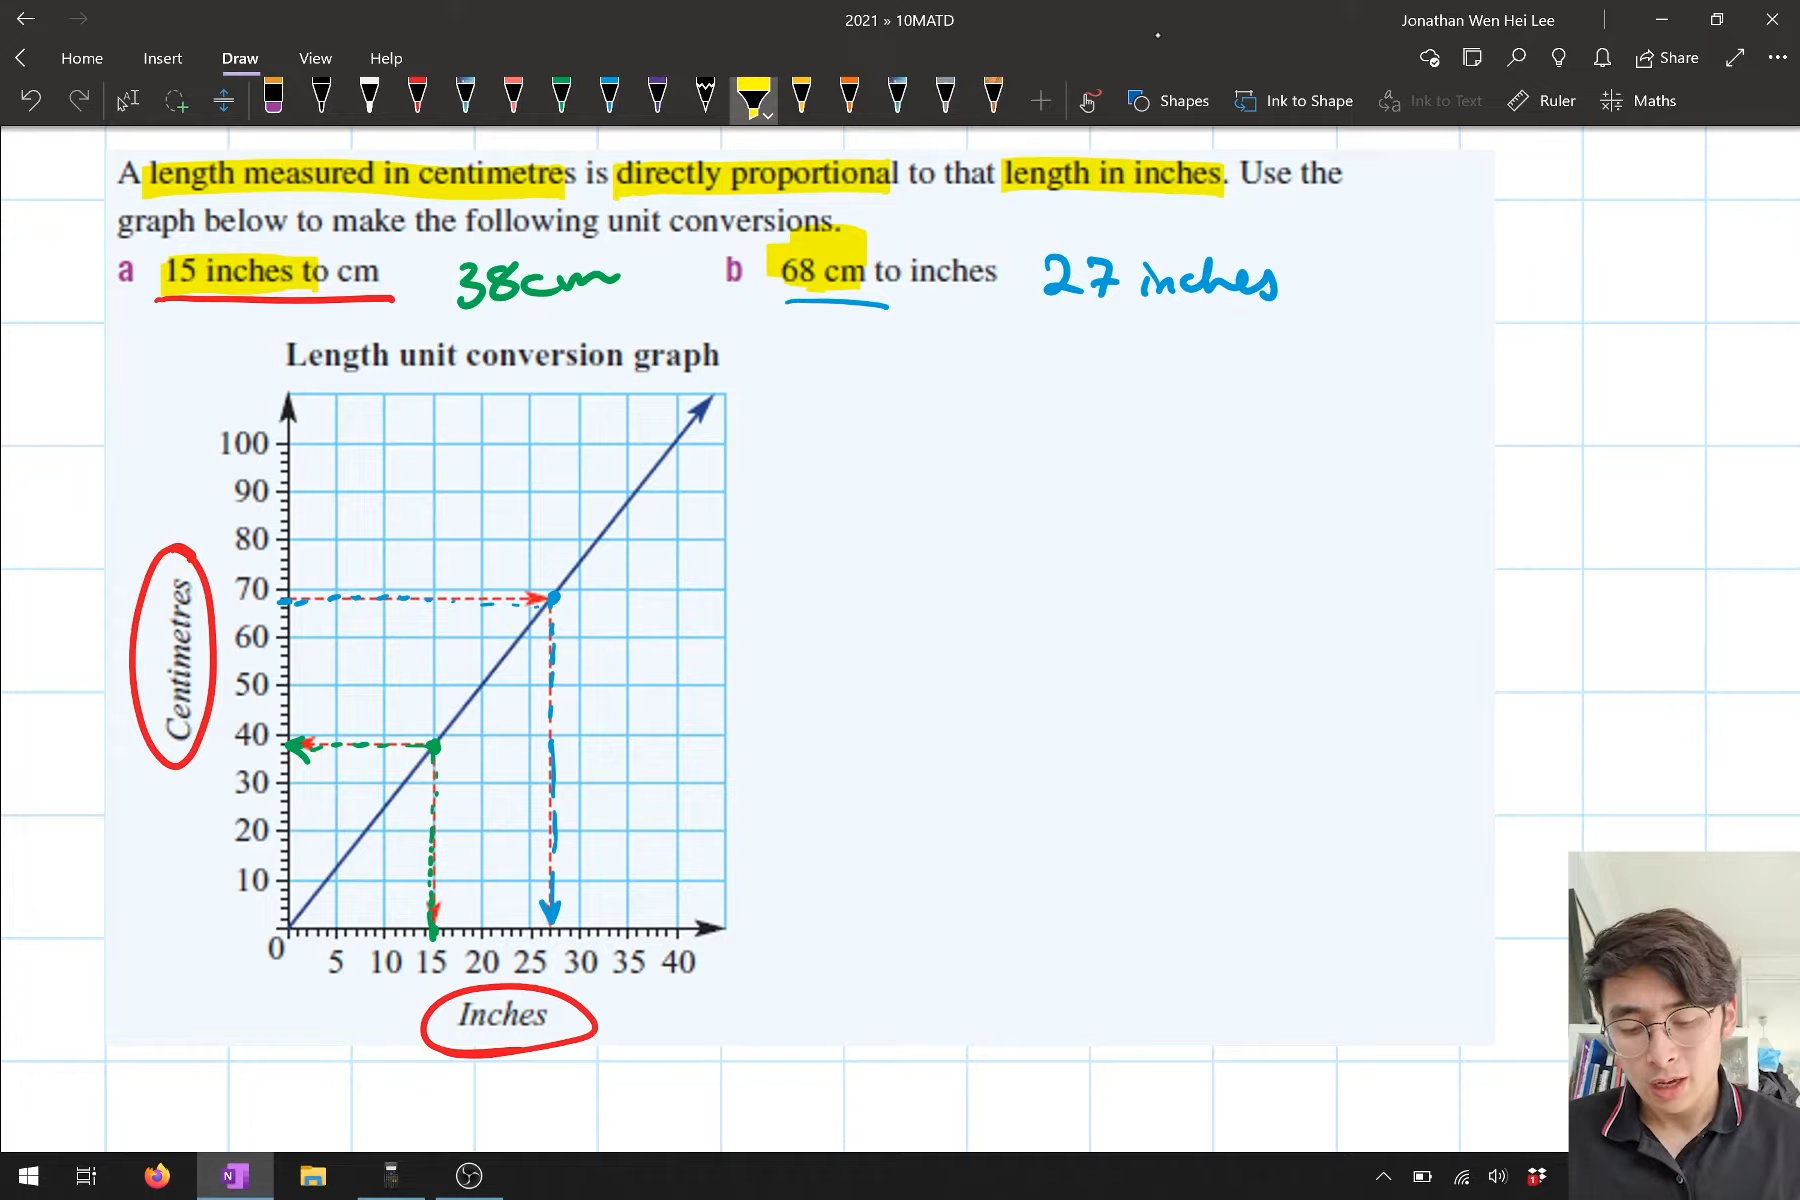 2021 » 10MATD
Jonathan Wen Hei Lee
Home Insert Draw View Help
Share
Shapes Ink to Shape Ink to Text Ruler Maths
A length measured in centimetres is directly proportional to that length in inches. Use the
graph below to make the following unit conversions.
a 15 inches to cm 38cm b 68 cm to inches 27 inches
Length unit conversion graph
100
90
80
70
60
50
40
30
20
10
Centimetres
0 5 10 15 20 25 30 35 40
Inches
N
1